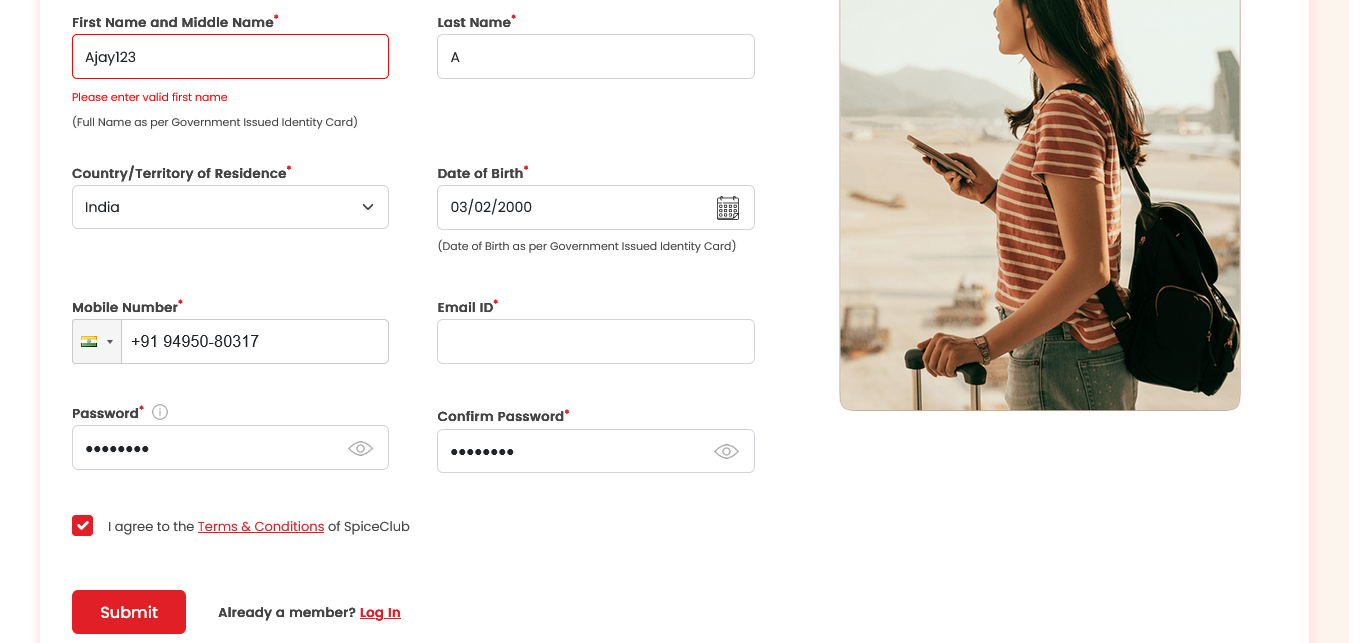 First Name and Middle Name*
Last Name*
Ajay123
A
Please enter valid first name
(Full Name as per Government Issued Identity Card)
Country/Territory of Residence*
Date of Birth*
India
03/02/2000
(Date of Birth as per Government Issued Identity Card)
Mobile Number*
Email ID*
+91 94950-80317
Password*
Confirm Password*
••••••••
••••••••
I agree to the Terms & Conditions of SpiceClub
Submit
Already a member? Log In